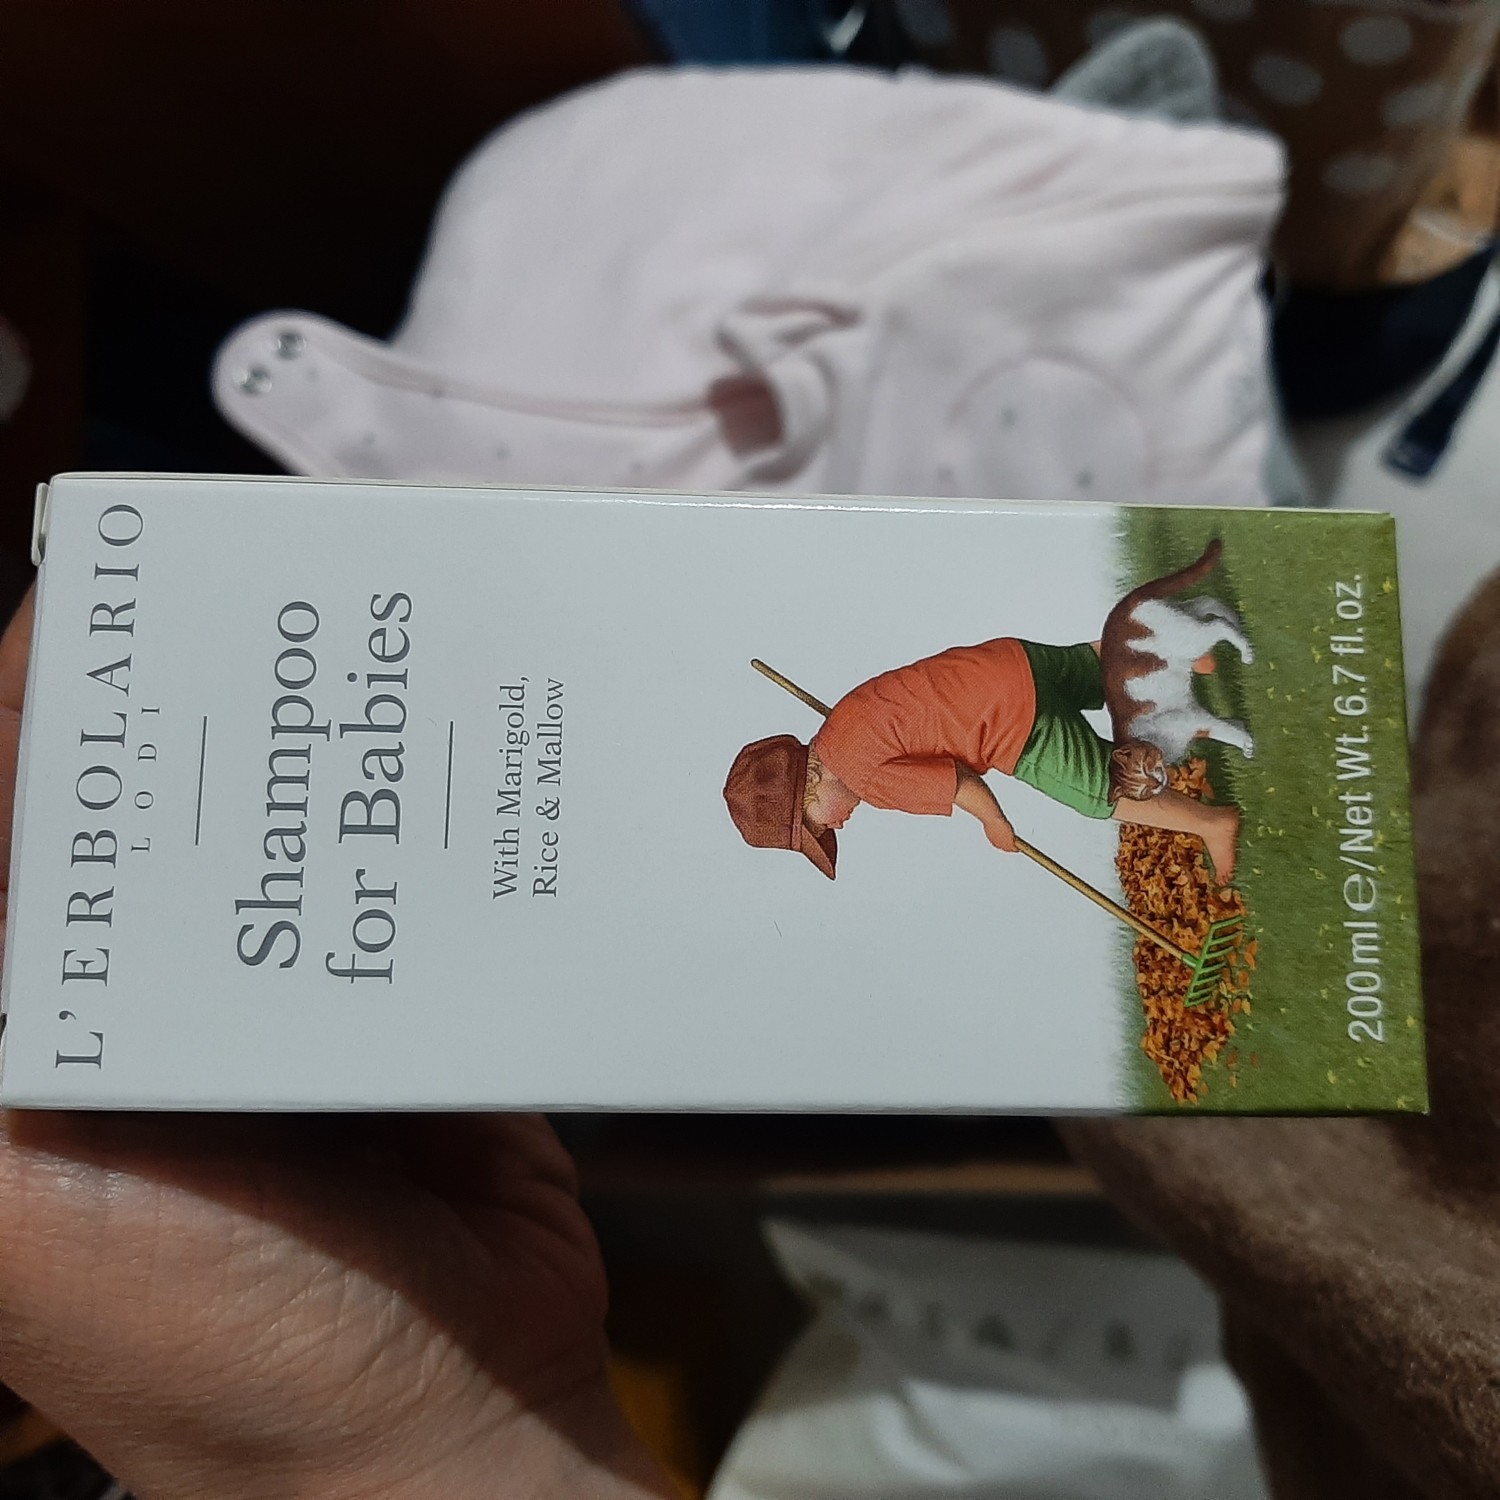 L'ERBOLARIO
LODI
Shampoo
for Babies
With Marigold,
Rice & Mallow
200ml ℮/Net Wt. 6.7 fl. oz.